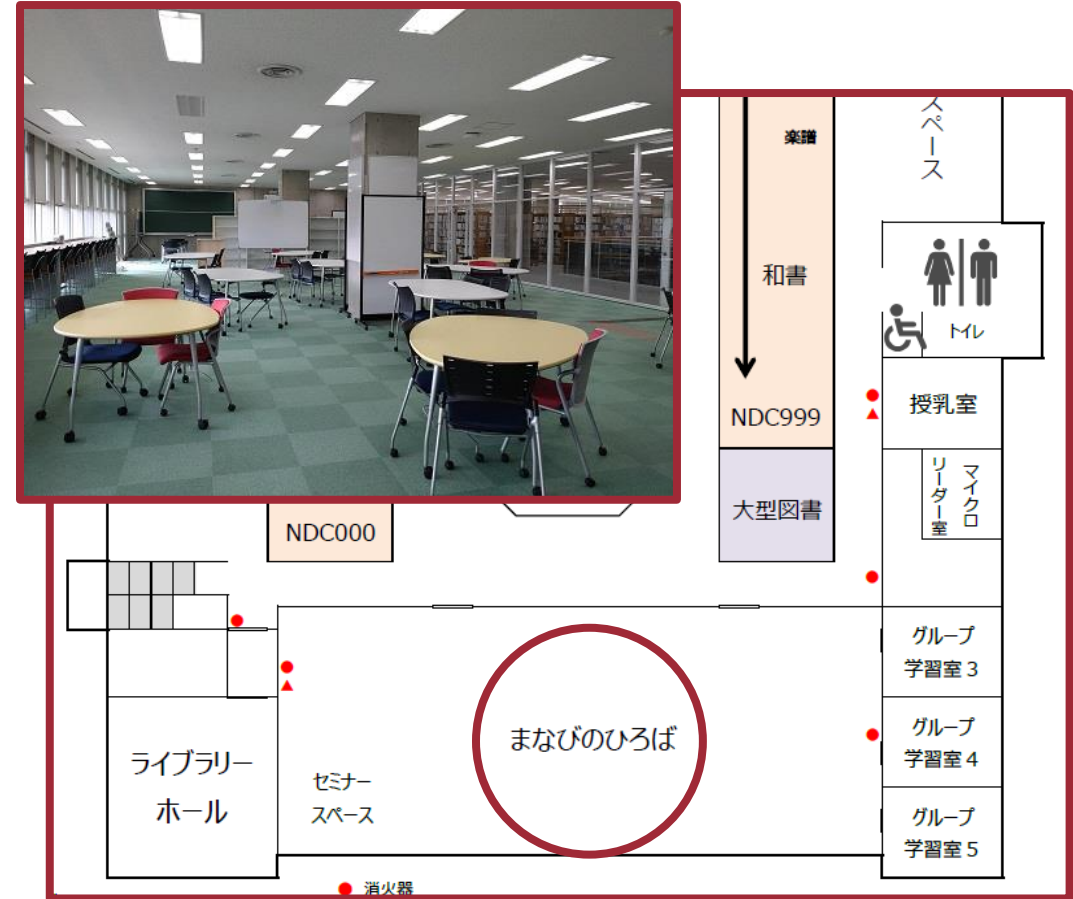 スペース
楽譜
和書
トイレ
NDC999
授乳室
マイクロ
リーダー室
大型図書
NDC000
グループ
学習室3
まなびのひろば
グループ
学習室4
ライブラリー
ホール
セミナー
スペース
グループ
学習室5
消火器